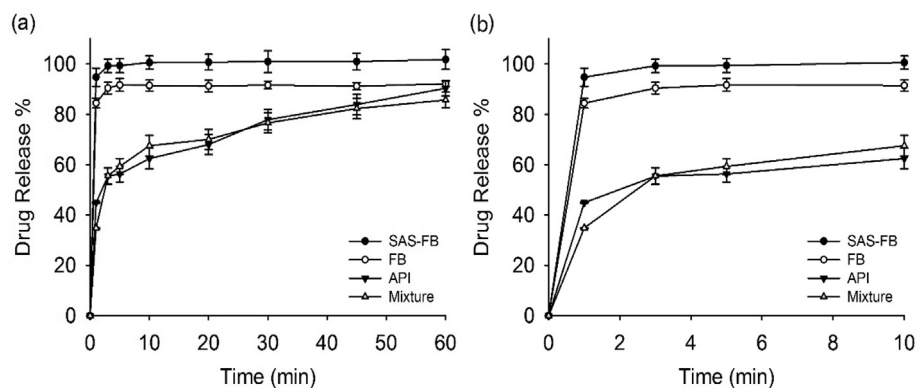 (a)
Drug Release %
100
80
60
40
20
0
0 10 20 30 40 50 60
Time (min)
SAS-FB
FB
API
Mixture
(b)
Drug Release %
100
80
60
40
20
0
0 2 4 6 8 10
Time (min)
SAS-FB
FB
API
Mixture